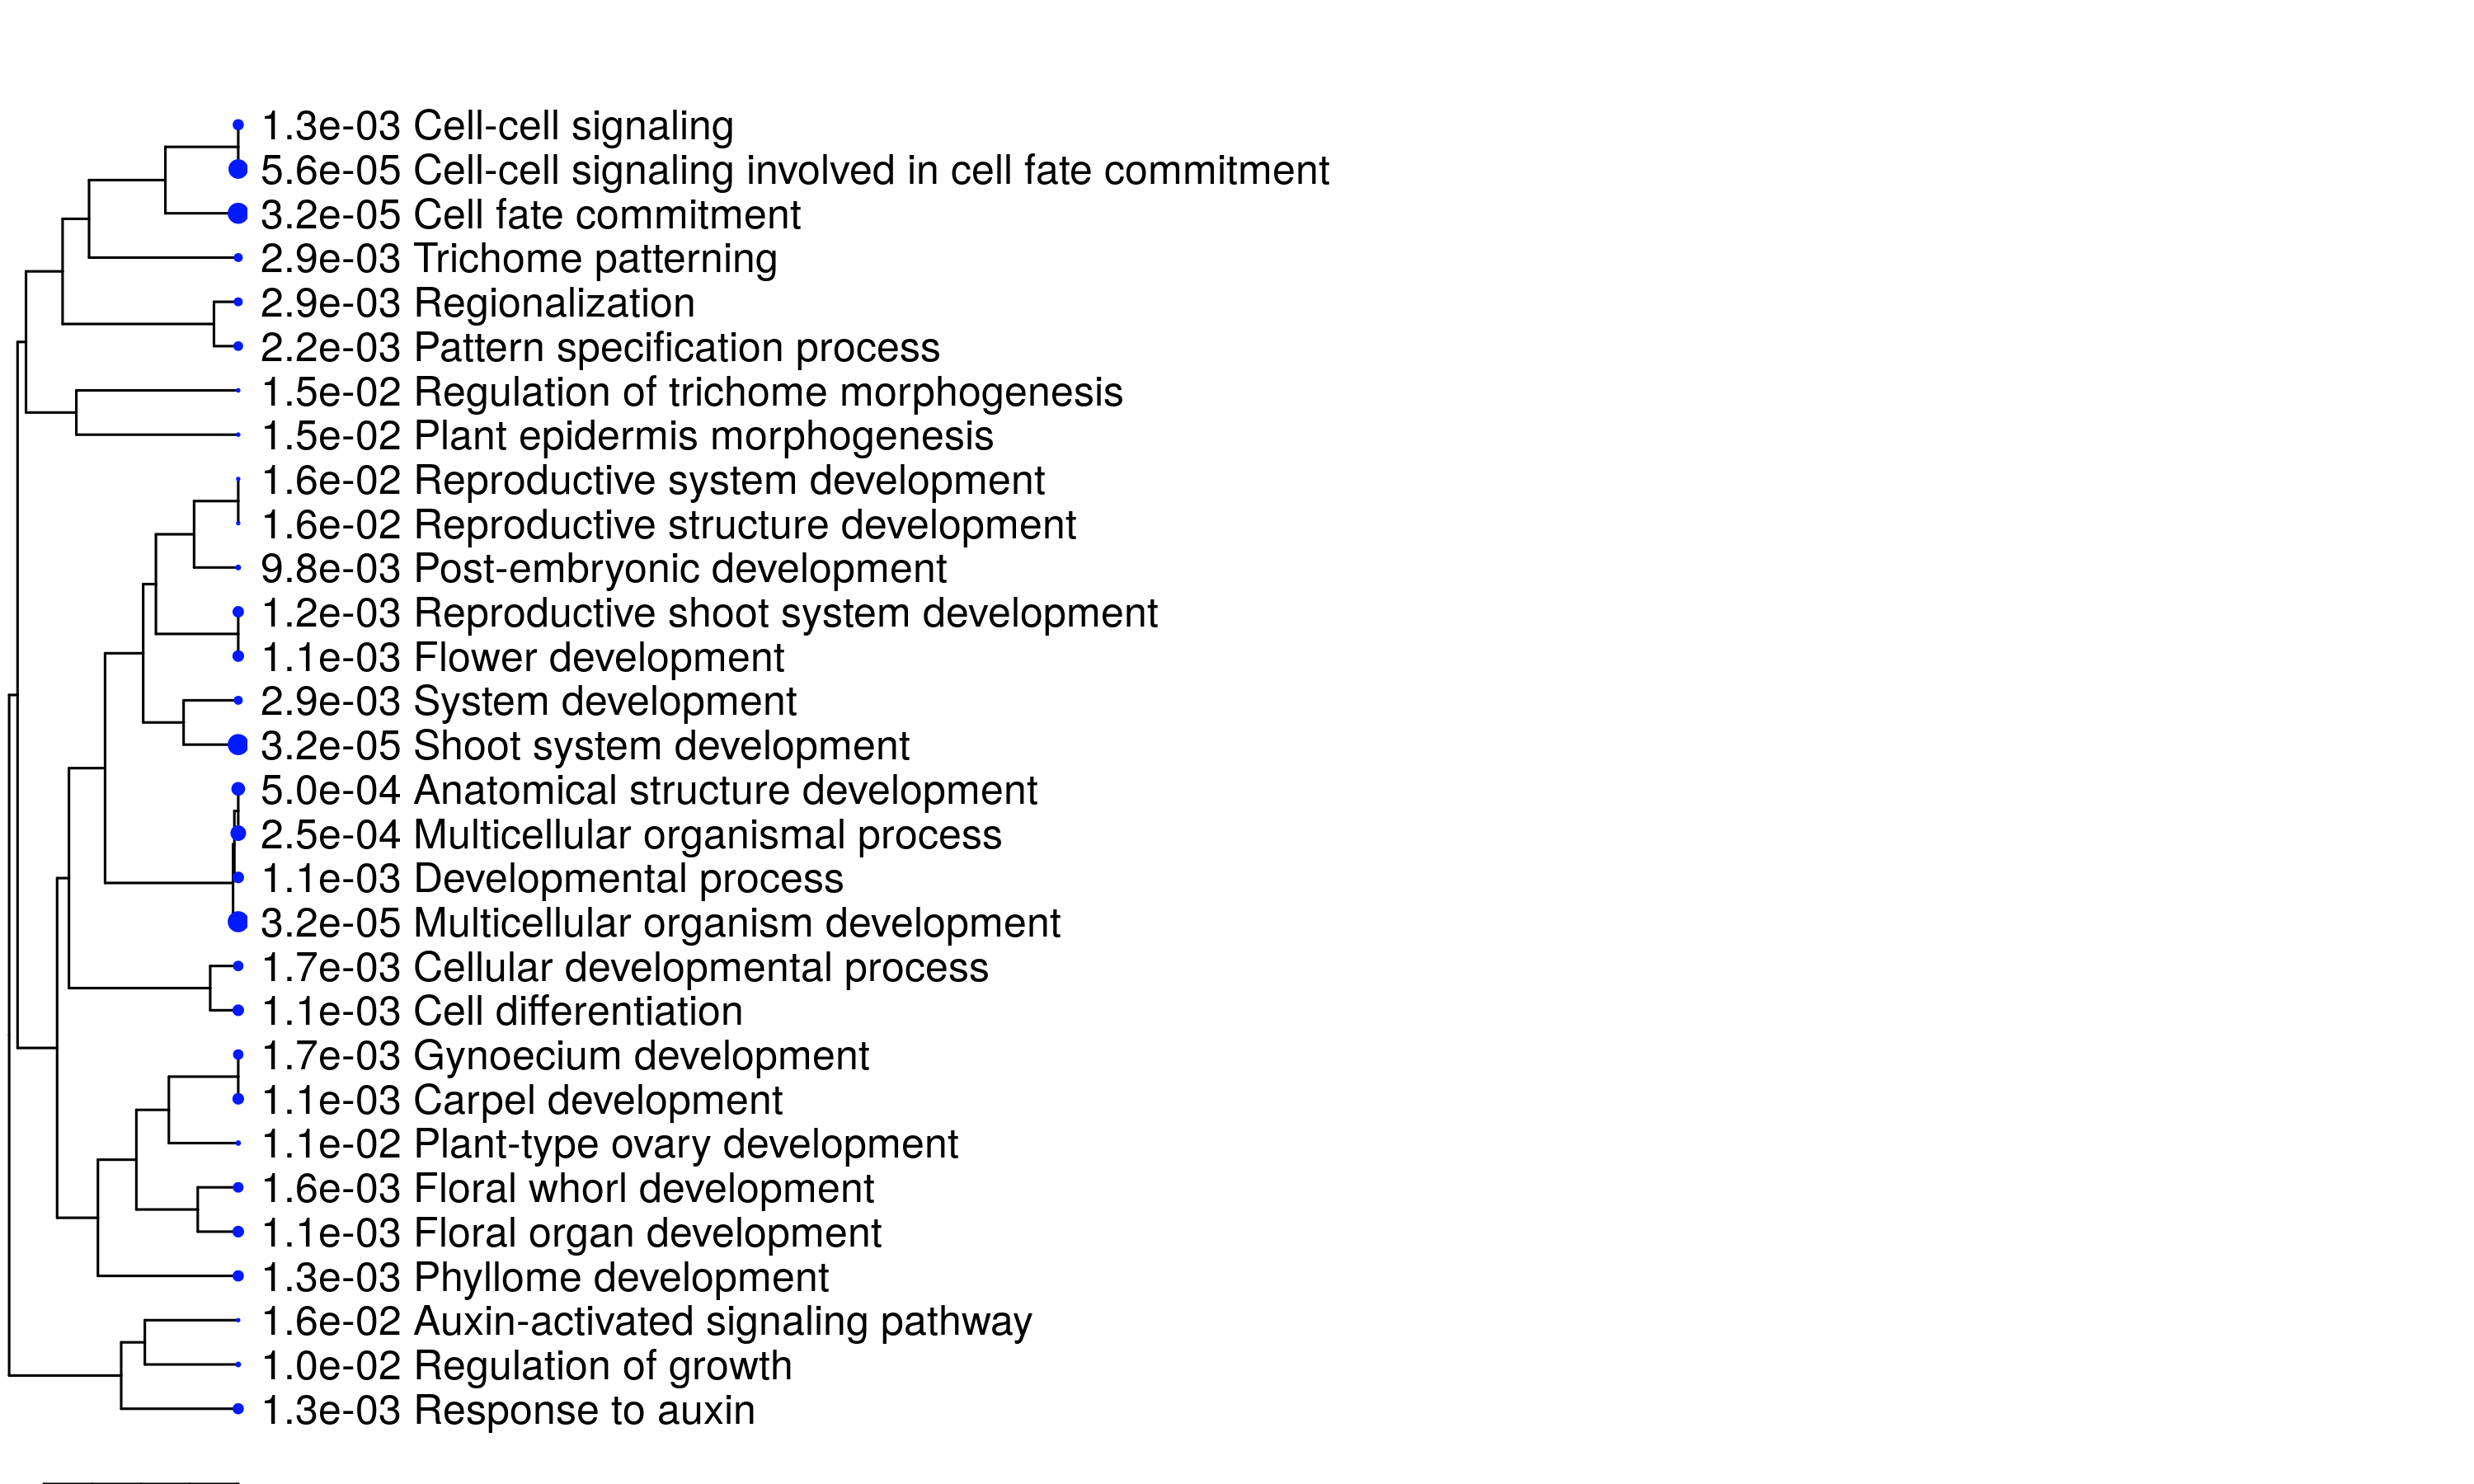 1.3e-03 Cell-cell signaling
5.6e-05 Cell-cell signaling involved in cell fate commitment
3.2e-05 Cell fate commitment
2.9e-03 Trichome patterning
2.9e-03 Regionalization
2.2e-03 Pattern specification process
1.5e-02 Regulation of trichome morphogenesis
1.5e-02 Plant epidermis morphogenesis
1.6e-02 Reproductive system development
1.6e-02 Reproductive structure development
9.8e-03 Post-embryonic development
1.2e-03 Reproductive shoot system development
1.1e-03 Flower development
2.9e-03 System development
3.2e-05 Shoot system development
5.0e-04 Anatomical structure development
2.5e-04 Multicellular organismal process
1.1e-03 Developmental process
3.2e-05 Multicellular organism development
1.7e-03 Cellular developmental process
1.1e-03 Cell differentiation
1.7e-03 Gynoecium development
1.1e-03 Carpel development
1.1e-02 Plant-type ovary development
1.6e-03 Floral whorl development
1.1e-03 Floral organ development
1.3e-03 Phyllome development
1.6e-02 Auxin-activated signaling pathway
1.0e-02 Regulation of growth
1.3e-03 Response to auxin